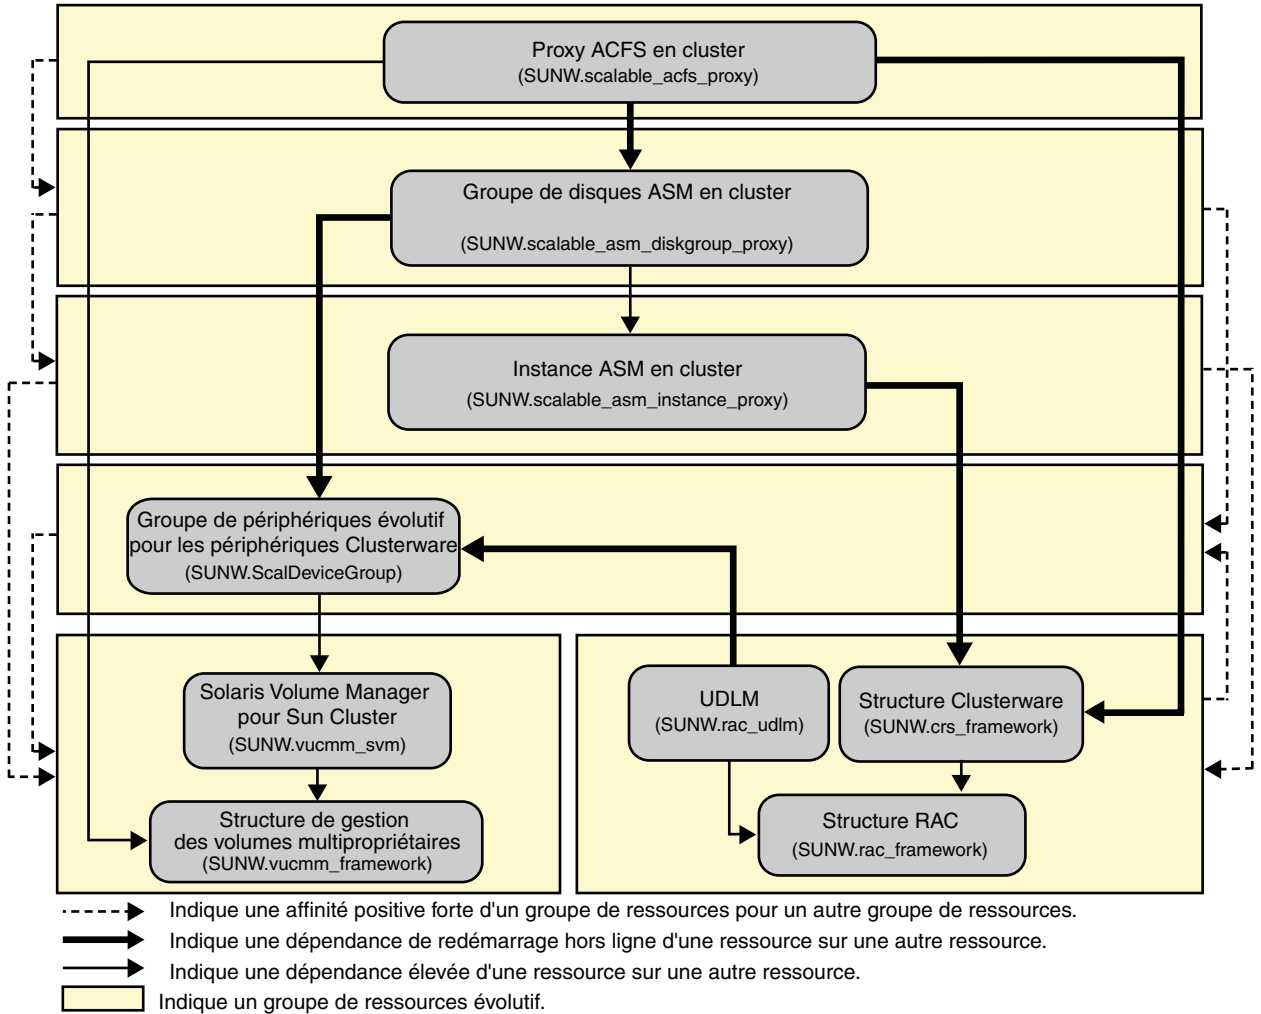 Proxy ACFS en cluster
(SUNW.scalable_acfs_proxy)
Groupe de disques ASM en cluster
(SUNW.scalable_asm_diskgroup_proxy)
Instance ASM en cluster
(SUNW.scalable_asm_instance_proxy)
Groupe de périphériques évolutif
pour les périphériques Clusterware
(SUNW.ScalDeviceGroup)
Solaris Volume Manager
pour Sun Cluster
(SUNW.vucmm_svm)
UDLM
(SUNW.rac_udlm)
Structure Clusterware
(SUNW.crs_framework)
Structure de gestion
des volumes multipropriétaires
(SUNW.vucmm_framework)
Structure RAC
(SUNW.rac_framework)
Indique une affinité positive forte d'un groupe de ressources pour un autre groupe de ressources.
Indique une dépendance de redémarrage hors ligne d'une ressource sur une autre ressource.
Indique une dépendance élevée d'une ressource sur une autre ressource.
Indique un groupe de ressources évolutif.